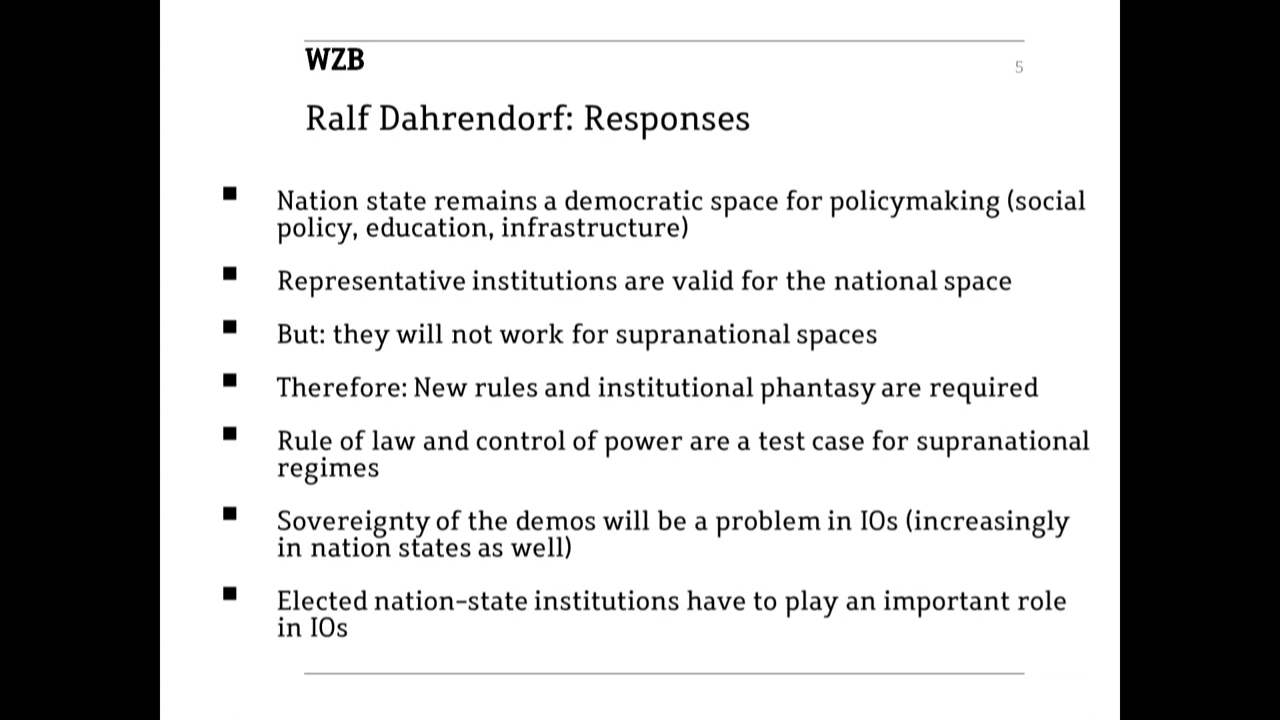 WZB
5
Ralf Dahrendorf: Responses
Nation state remains a democratic space for policymaking (social
policy, education, infrastructure)
Representative institutions are valid for the national space
But: they will not work for supranational spaces
Therefore: New rules and institutional phantasy are required
Rule of law and control of power are a test case for supranational
regimes
Sovereignty of the demos will be a problem in IOs (increasingly
in nation states as well)
Elected nation-state institutions have to play an important role
in IOs